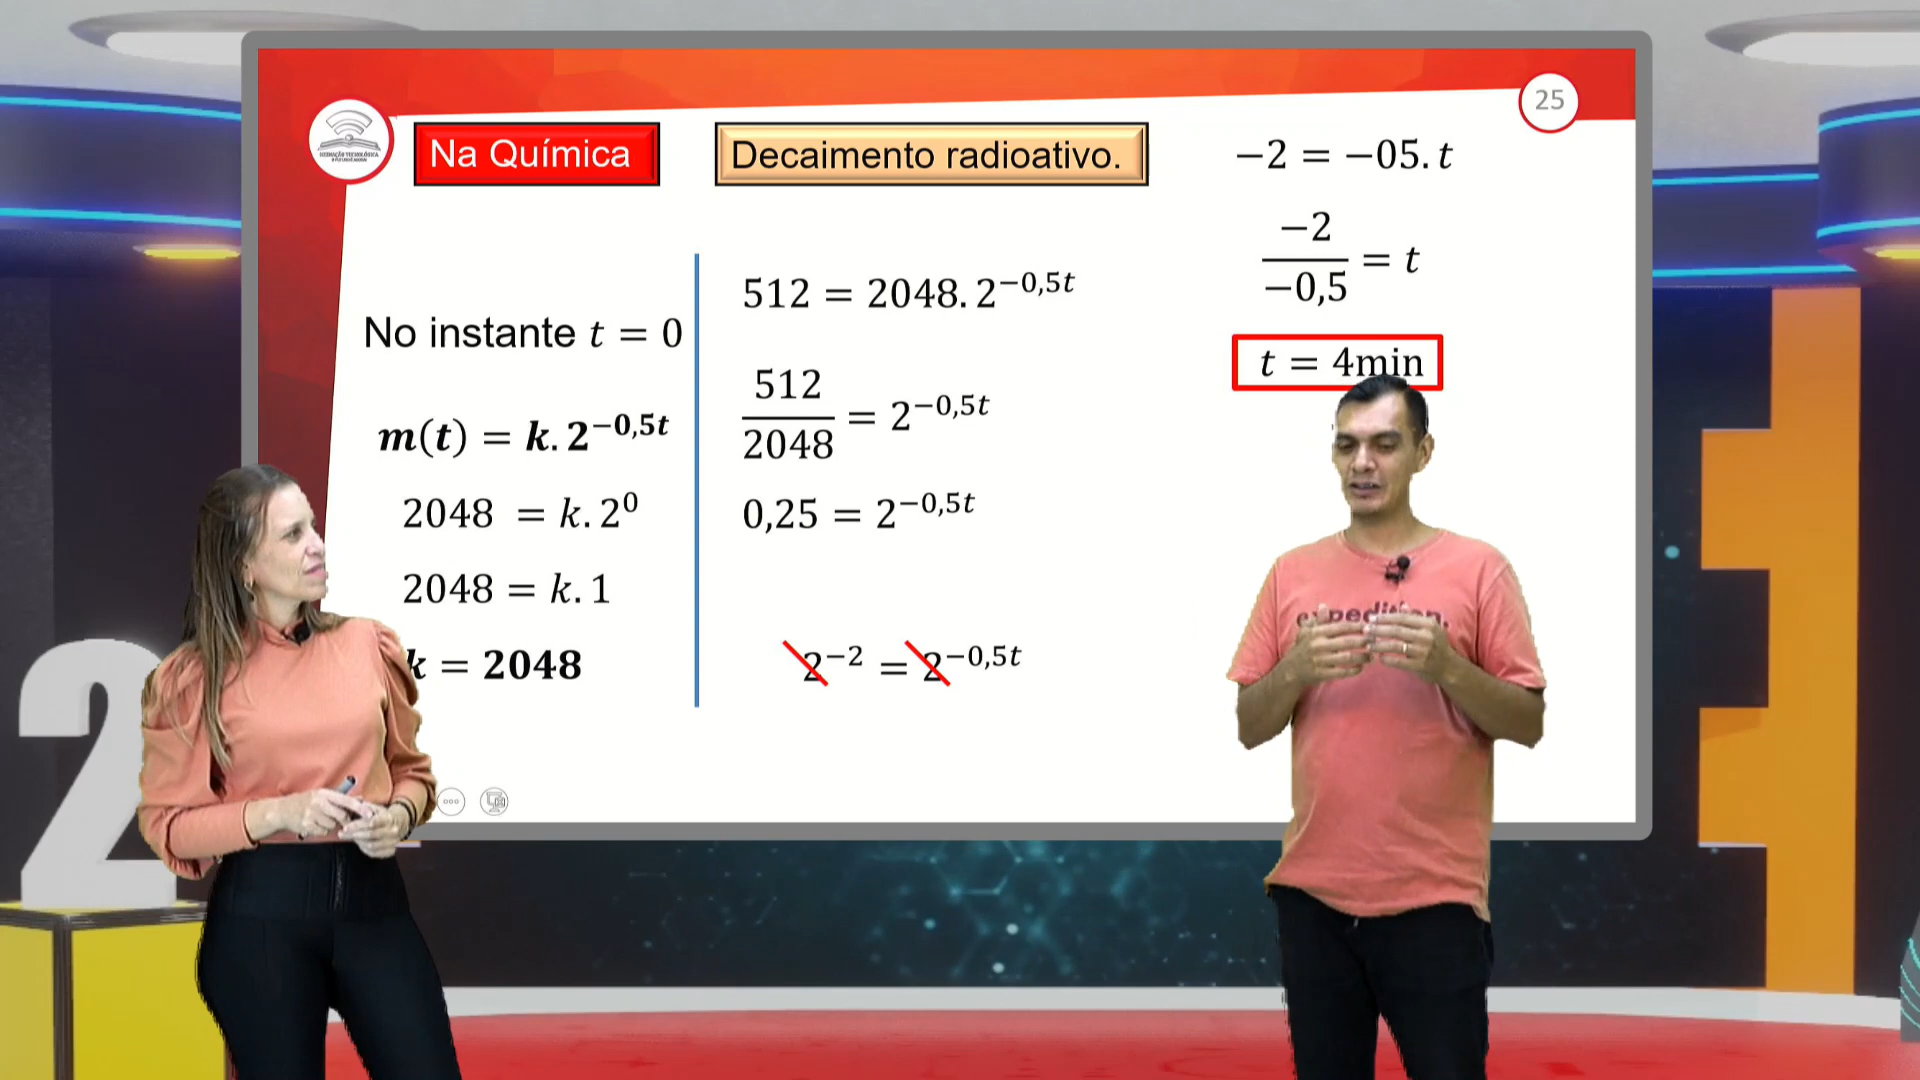 25
Na Química
Decaimento radioativo.
No instante t = 0
m(t) = k. 2^{-0,5t}
2048 = k. 2^0
2048 = k. 1
k = 2048
512 = 2048. 2^{-0,5t}
512/2048 = 2^{-0,5t}
0,25 = 2^{-0,5t}
2^{-2} = 2^{-0,5t}
−2 = −05. t
−2/−0,5 = t
t = 4min
expedition.
2